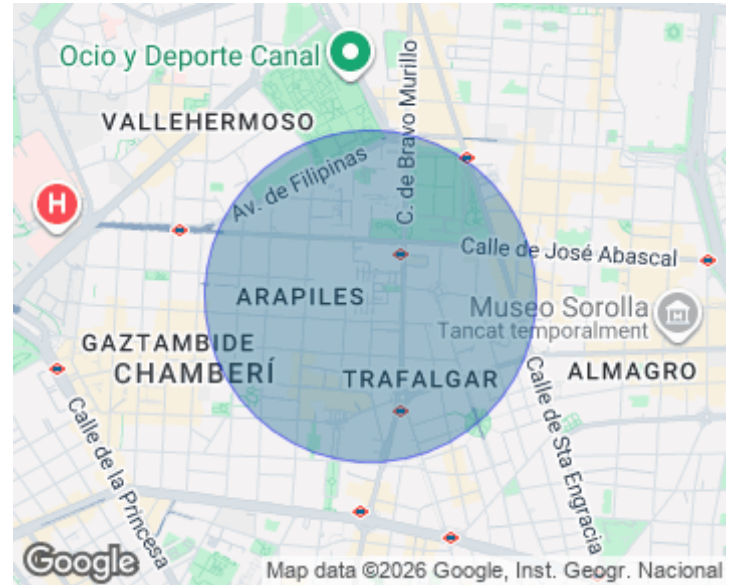 Ocio y Deporte Canal
C. de Bravo Murillo
VALLEHERMOSO
Av. de Filipinas
H
Calle de José Abascal
ARAPILES
Museo Sorolla
Tancat temporalment
GAZTAMBIDE
CHAMBERÍ
TRAFALGAR
ALMAGRO
Calle de la Princesa
Calle de Sta Engracia
Google
Map data ©2026 Google, Inst. Geogr. Nacional